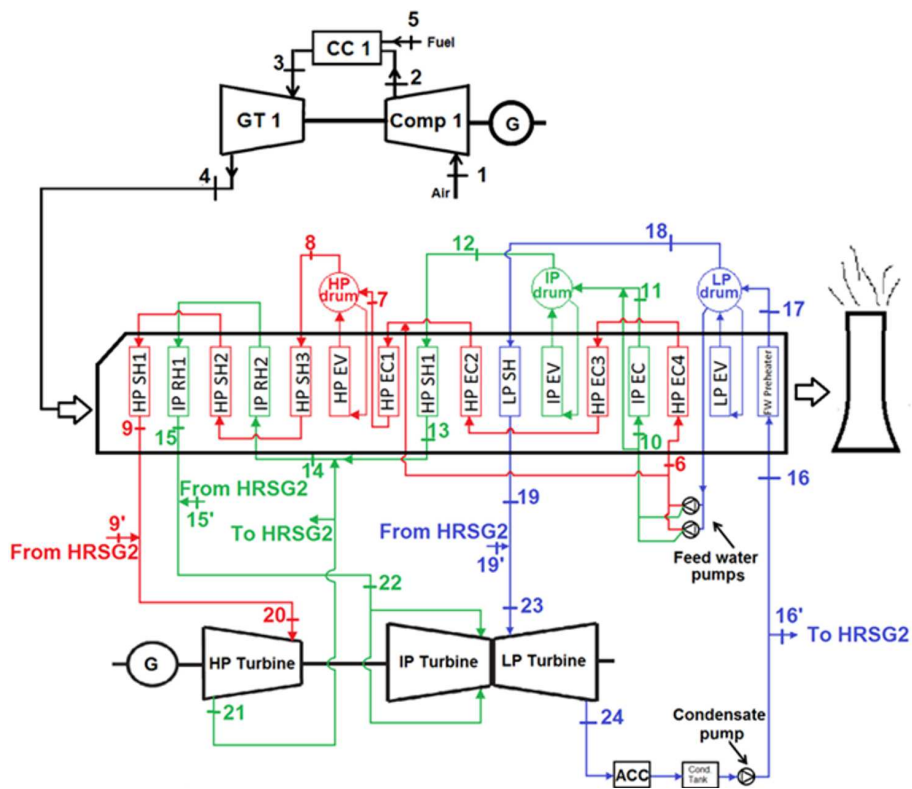 5
CC 1
Fuel
3
2
GT 1
Comp 1
G
4
1
Air
8
12
18
HP
drum
7
IP
drum
11
LP
drum
17
HP SH1
IP RH1
HP SH2
IP RH2
HP SH3
HP EV
HP EC1
HP SH1
HP EC2
LP SH
IP EV
HP EC3
IP EC
HP EC4
LP EV
FW Preheater
9
15
13
10
14
6
16
From HRSG2
15'
19
9'
To HRSG2
From HRSG2
From HRSG2
19'
Feed water
pumps
22
23
16'
20
To HRSG2
G
HP Turbine
IP Turbine
LP Turbine
21
24
Condensate
pump
ACC
Cond.
Tank